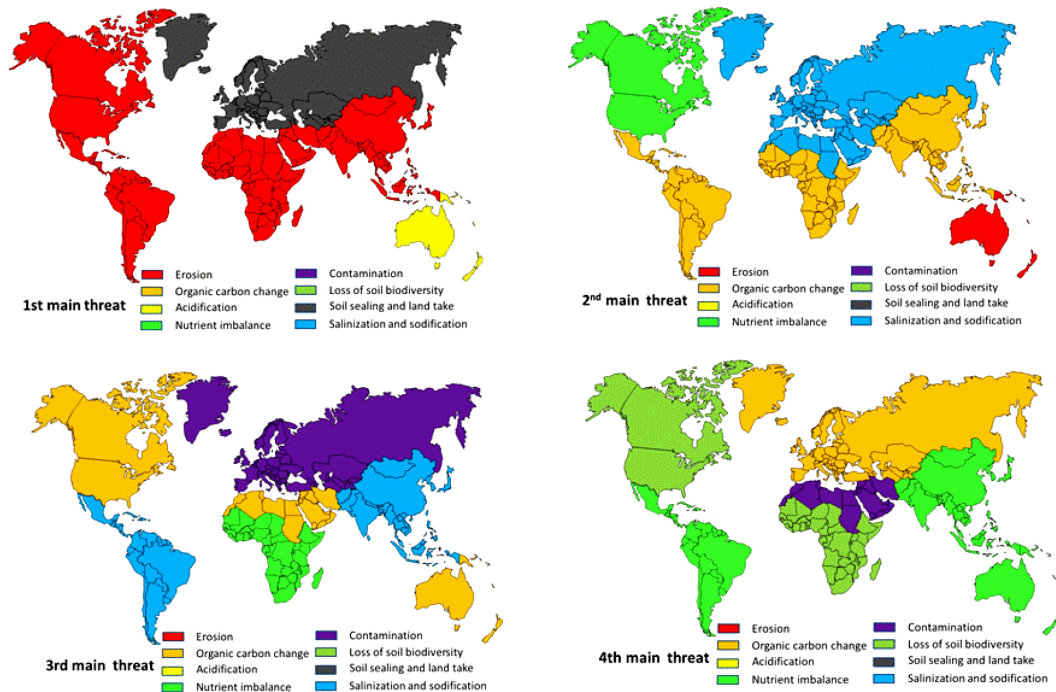 1st main threat
Erosion
Organic carbon change
Acidification
Nutrient imbalance
Contamination
Loss of soil biodiversity
Soil sealing and land take
Salinization and sodification
2nd main threat
Erosion
Organic carbon change
Acidification
Nutrient imbalance
Contamination
Loss of soil biodiversity
Soil sealing and land take
Salinization and sodification
3rd main threat
Erosion
Organic carbon change
Acidification
Nutrient imbalance
Contamination
Loss of soil biodiversity
Soil sealing and land take
Salinization and sodification
4th main threat
Erosion
Organic carbon change
Acidification
Nutrient imbalance
Contamination
Loss of soil biodiversity
Soil sealing and land take
Salinization and sodification